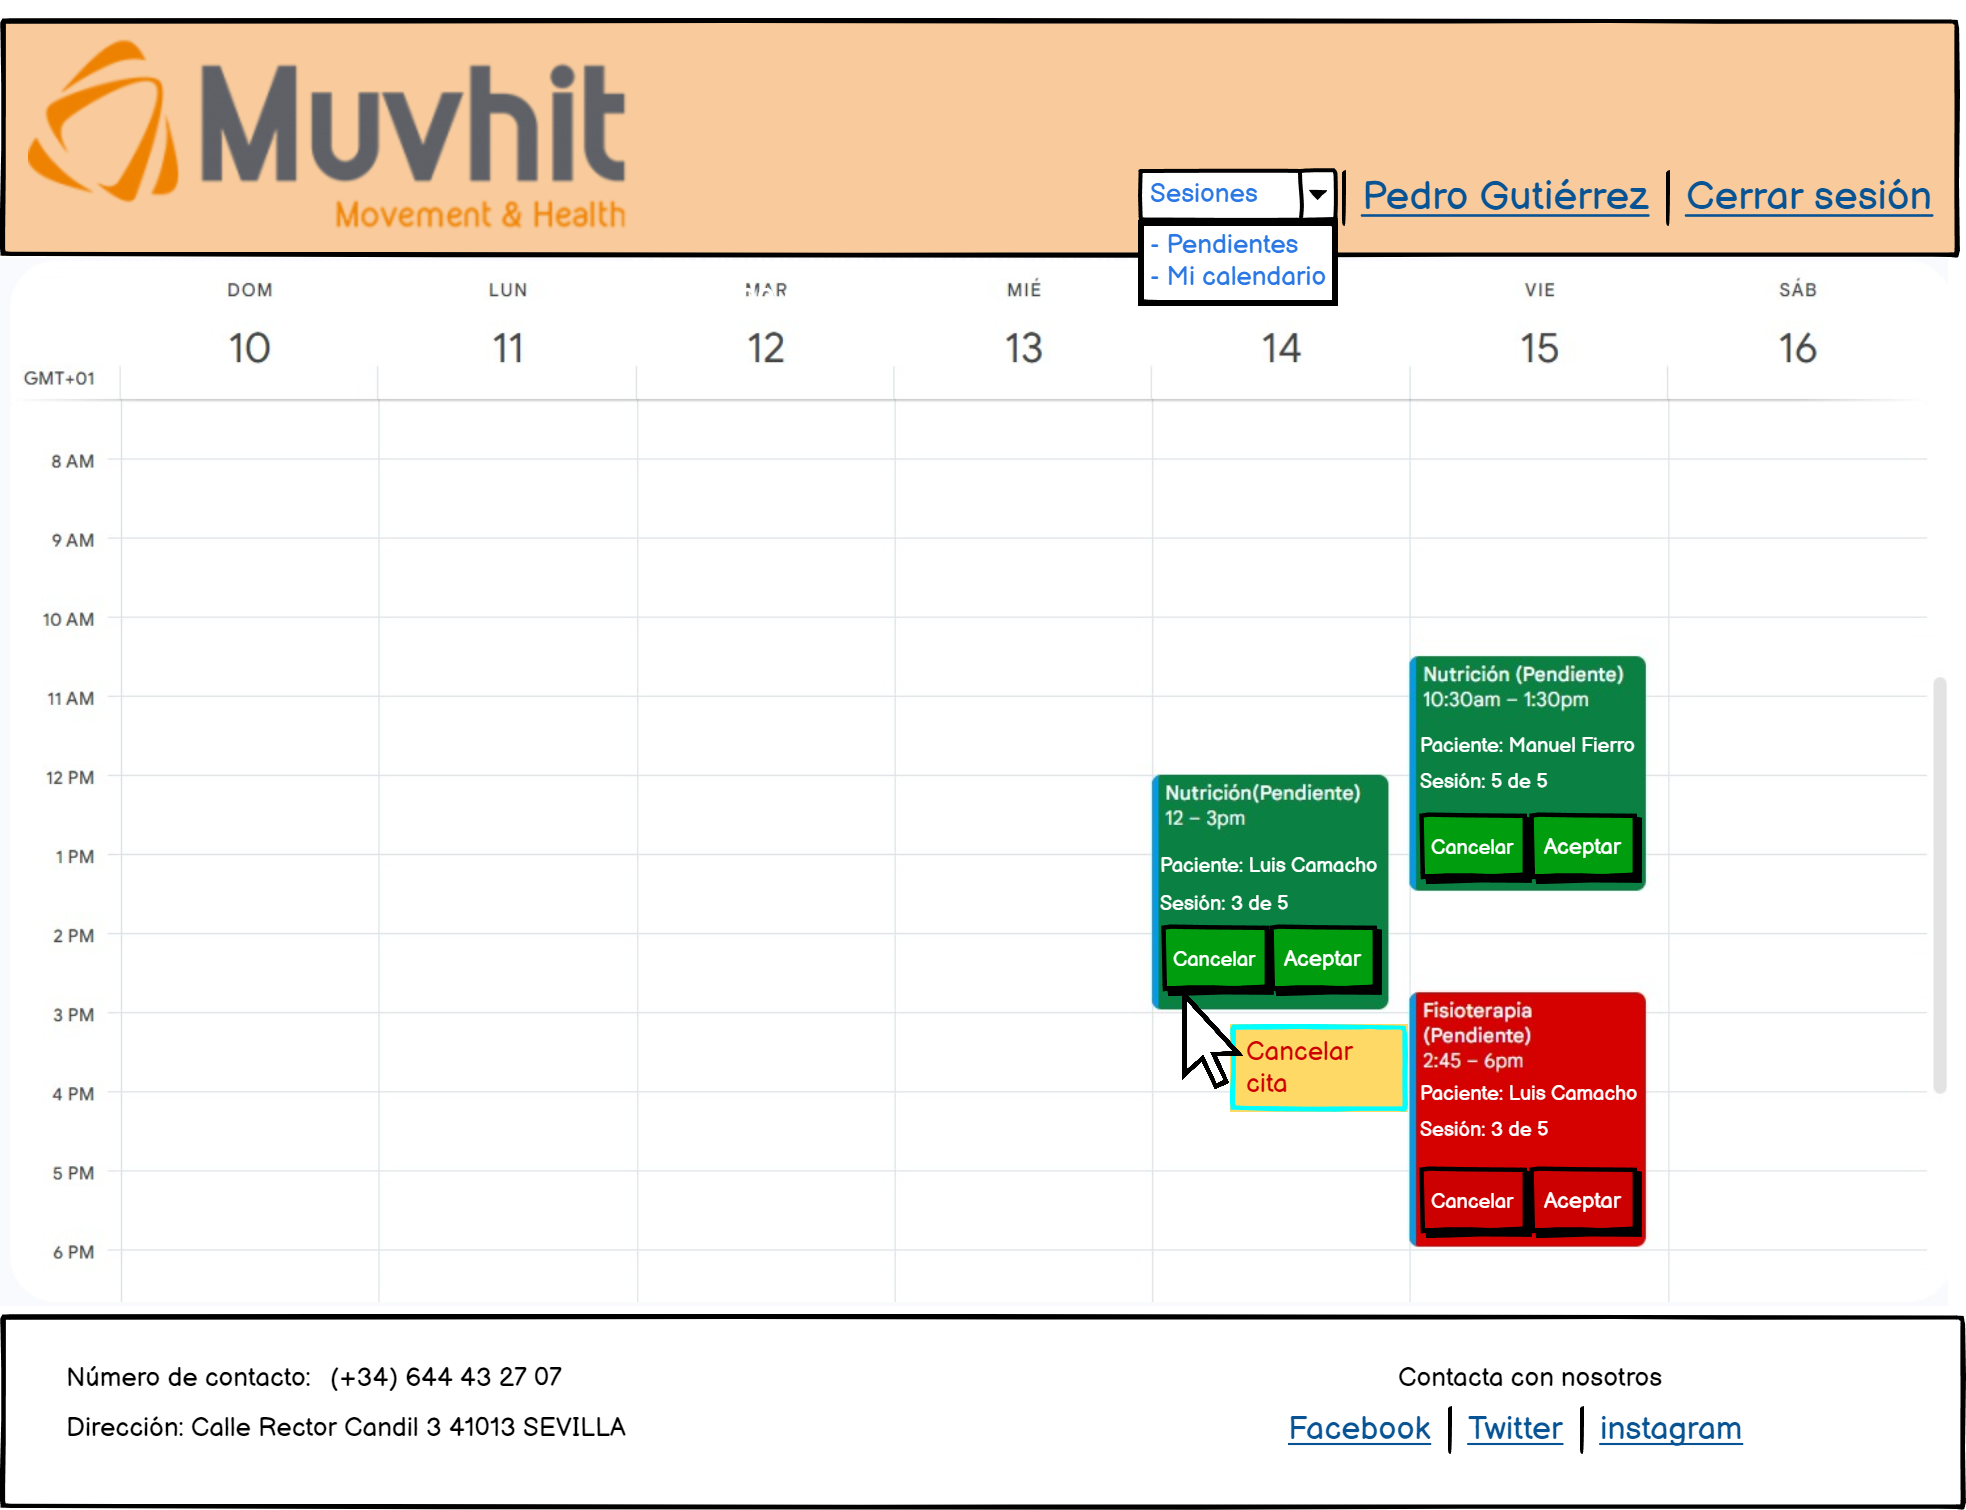 Muvhit
Movement & Health
Sesiones
Pedro Gutiérrez
Cerrar sesión
- Pendientes
- Mi calendario
DOM
LUN
MAR
MIÉ
VIE
SÁB
10
11
12
13
14
15
16
GMT+01
8 AM
9 AM
10 AM
11 AM
12 PM
1 PM
2 PM
3 PM
4 PM
5 PM
6 PM
Nutrición(Pendiente)
12 – 3pm
Paciente: Luis Camacho
Sesión: 3 de 5
Cancelar
Aceptar
Cancelar
cita
Nutrición (Pendiente)
10:30am – 1:30pm
Paciente: Manuel Fierro
Sesión: 5 de 5
Cancelar
Aceptar
Fisioterapia
(Pendiente)
2:45 – 6pm
Paciente: Luis Camacho
Sesión: 3 de 5
Cancelar
Aceptar
Número de contacto: (+34) 644 43 27 07
Dirección: Calle Rector Candil 3 41013 SEVILLA
Contacta con nosotros
Facebook
Twitter
instagram